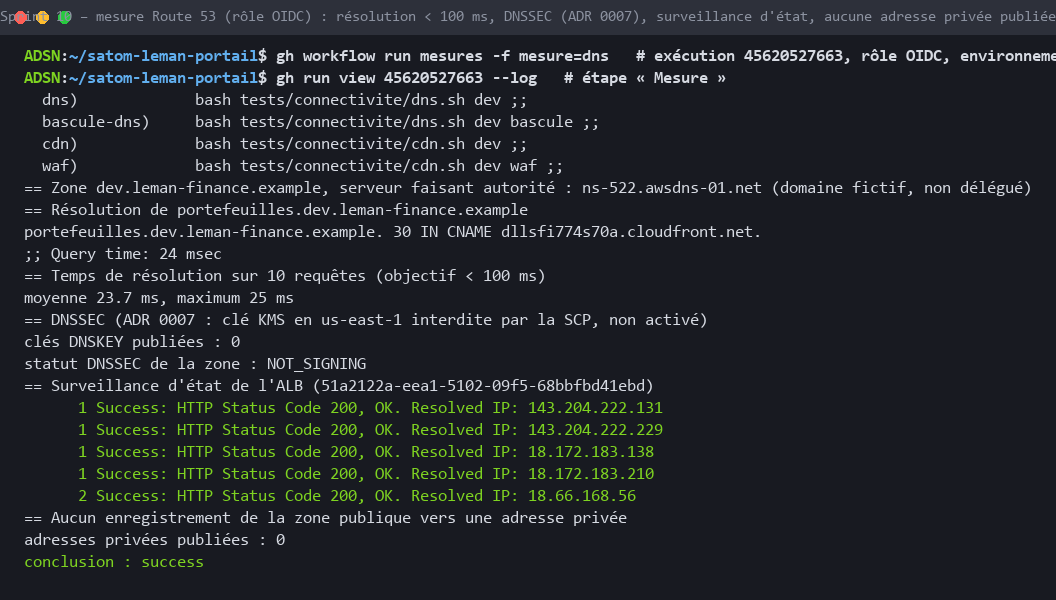 – mesure Route 53 (rôle OIDC) : résolution < 100 ms, DNSSEC (ADR 0007), surveillance d'état, aucune adresse privée publiée
ADSN:~/satom-leman-portail$ gh workflow run mesures -f mesure=dns   # exécution 45620527663, rôle OIDC, environneme
ADSN:~/satom-leman-portail$ gh run view 45620527663 --log   # étape « Mesure »
dns)             bash tests/connectivite/dns.sh dev ;;
bascule-dns)     bash tests/connectivite/dns.sh dev bascule ;;
cdn)             bash tests/connectivite/cdn.sh dev ;;
waf)             bash tests/connectivite/cdn.sh dev waf ;;
== Zone dev.leman-finance.example, serveur faisant autorité : ns-522.awsdns-01.net (domaine fictif, non délégué)
== Résolution de portefeuilles.dev.leman-finance.example
portefeuilles.dev.leman-finance.example. 30 IN CNAME dllsfi774s70a.cloudfront.net.
;; Query time: 24 msec
== Temps de résolution sur 10 requêtes (objectif < 100 ms)
moyenne 23.7 ms, maximum 25 ms
== DNSSEC (ADR 0007 : clé KMS en us-east-1 interdite par la SCP, non activé)
clés DNSKEY publiées : 0
statut DNSSEC de la zone : NOT_SIGNING
== Surveillance d'état de l'ALB (51a2122a-eea1-5102-09f5-68bbfbd41ebd)
1 Success: HTTP Status Code 200, OK. Resolved IP: 143.204.222.131
1 Success: HTTP Status Code 200, OK. Resolved IP: 143.204.222.229
1 Success: HTTP Status Code 200, OK. Resolved IP: 18.172.183.138
1 Success: HTTP Status Code 200, OK. Resolved IP: 18.172.183.210
2 Success: HTTP Status Code 200, OK. Resolved IP: 18.66.168.56
== Aucun enregistrement de la zone publique vers une adresse privée
adresses privées publiées : 0
conclusion : success